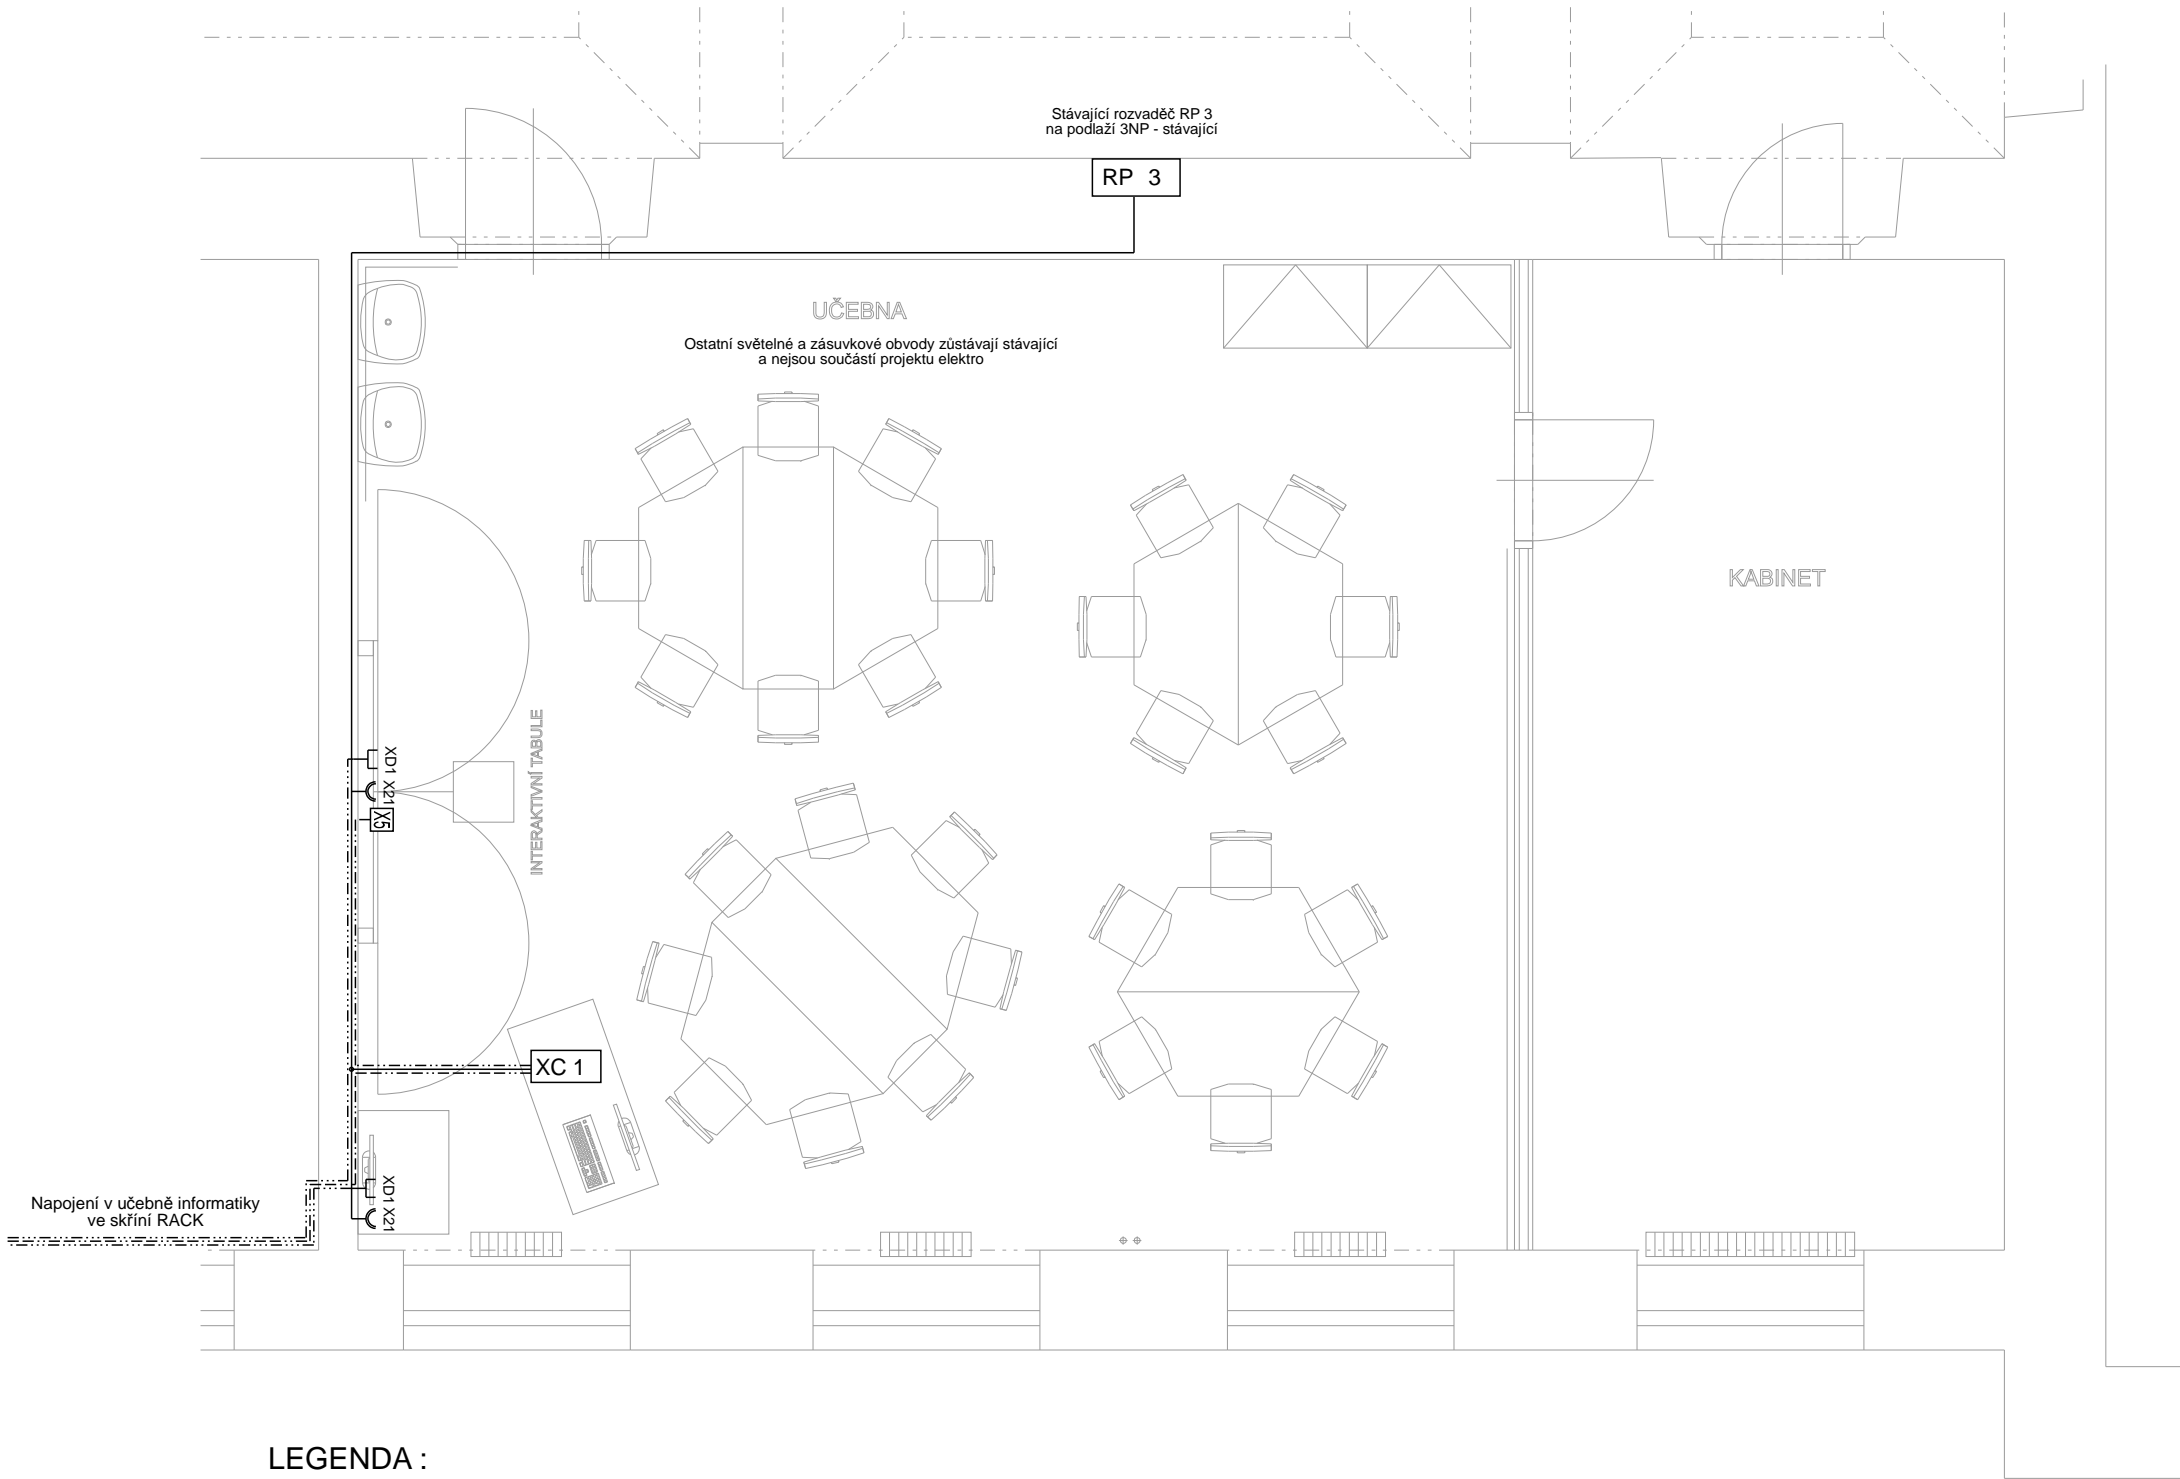 Stávající rozvaděč RP 3
na podlaží 3NP - stávající
RP 3
UČEBNA
Ostatní světelné a zásuvkové obvody zůstávají stávající
a nejsou součástí projektu elektro
KABINET
INTERAKTIVNÍ TABULE
XD1 X21
X5
XC 1
XD1 X21
Napojení v učebně informatiky
ve skříní RACK
LEGENDA :